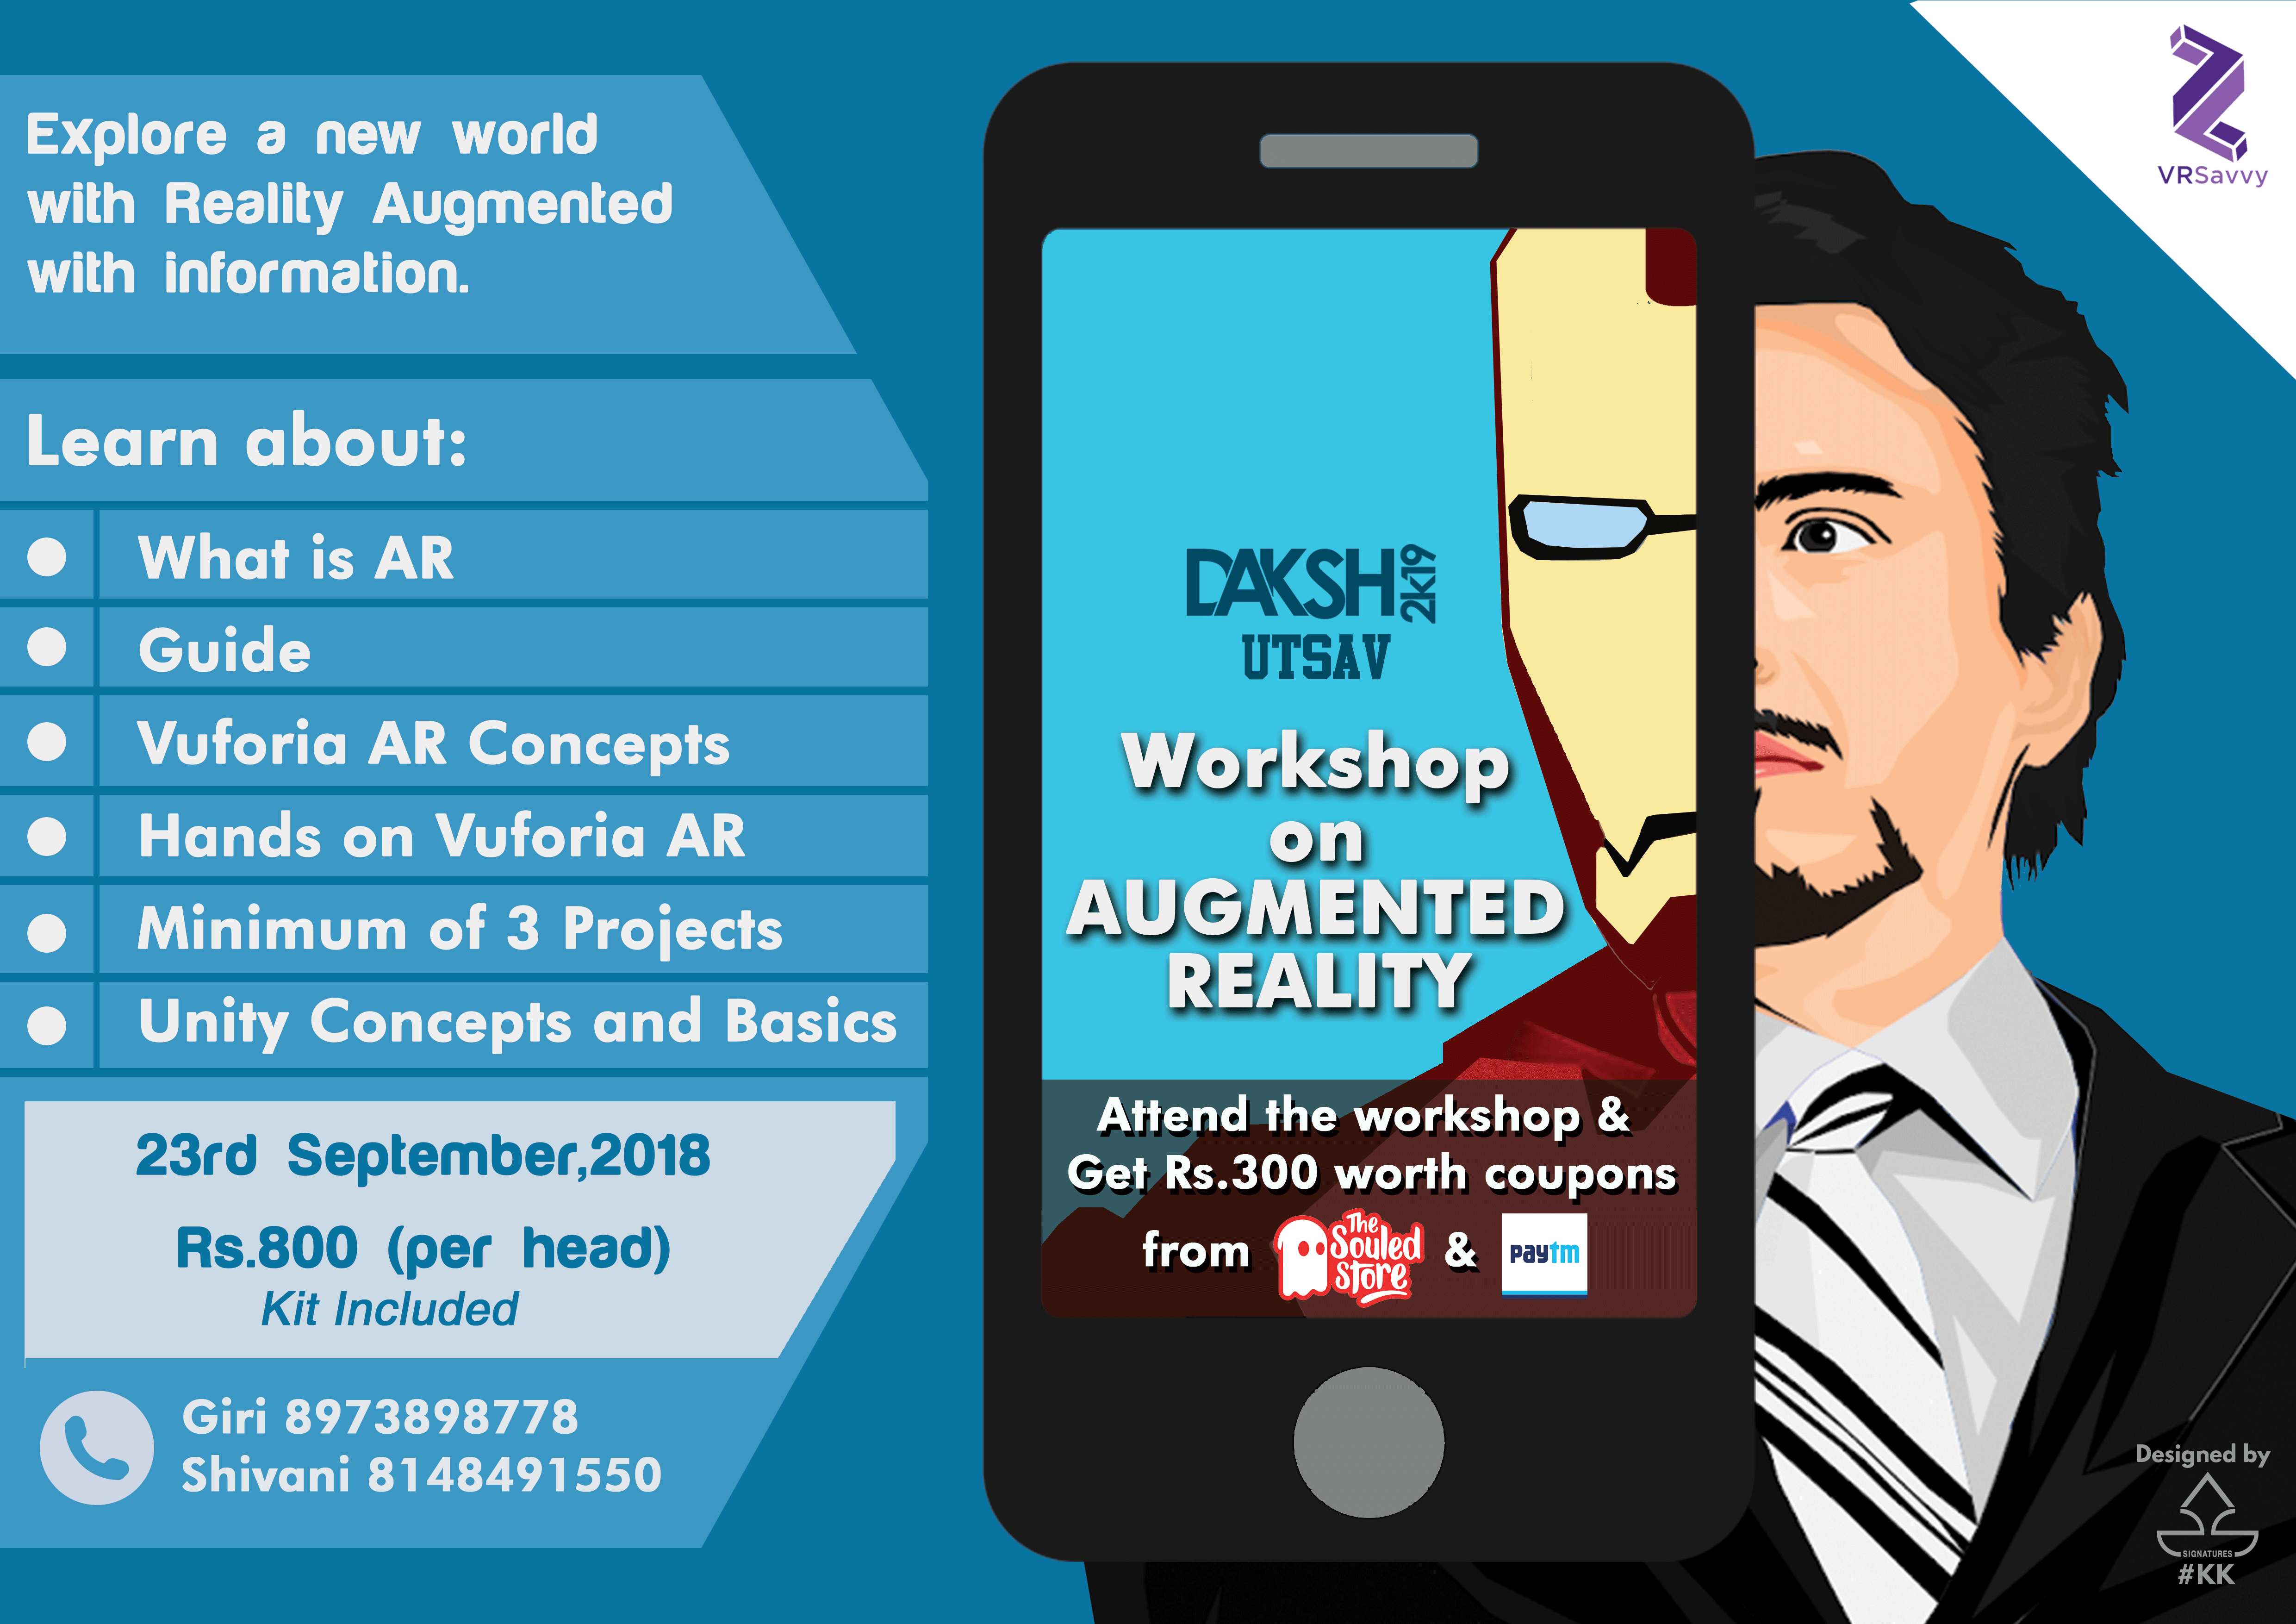 Explore a new world
with Reality Augmented
with information.
Learn about:
What is AR
Guide
Vuforia AR Concepts
Hands on Vuforia AR
Minimum of 3 Projects
Unity Concepts and Basics
23rd September,2018
Rs.800 (per head)
Kit Included
Giri 8973898778
Shivani 8148491550
DAKSH 2K19
UTSAV
Workshop
on
AUGMENTED
REALITY
Attend the workshop &
Get Rs.300 worth coupons
from The Souled Store & paytm
VRSavvy
Designed by
SIGNATURES
#KK